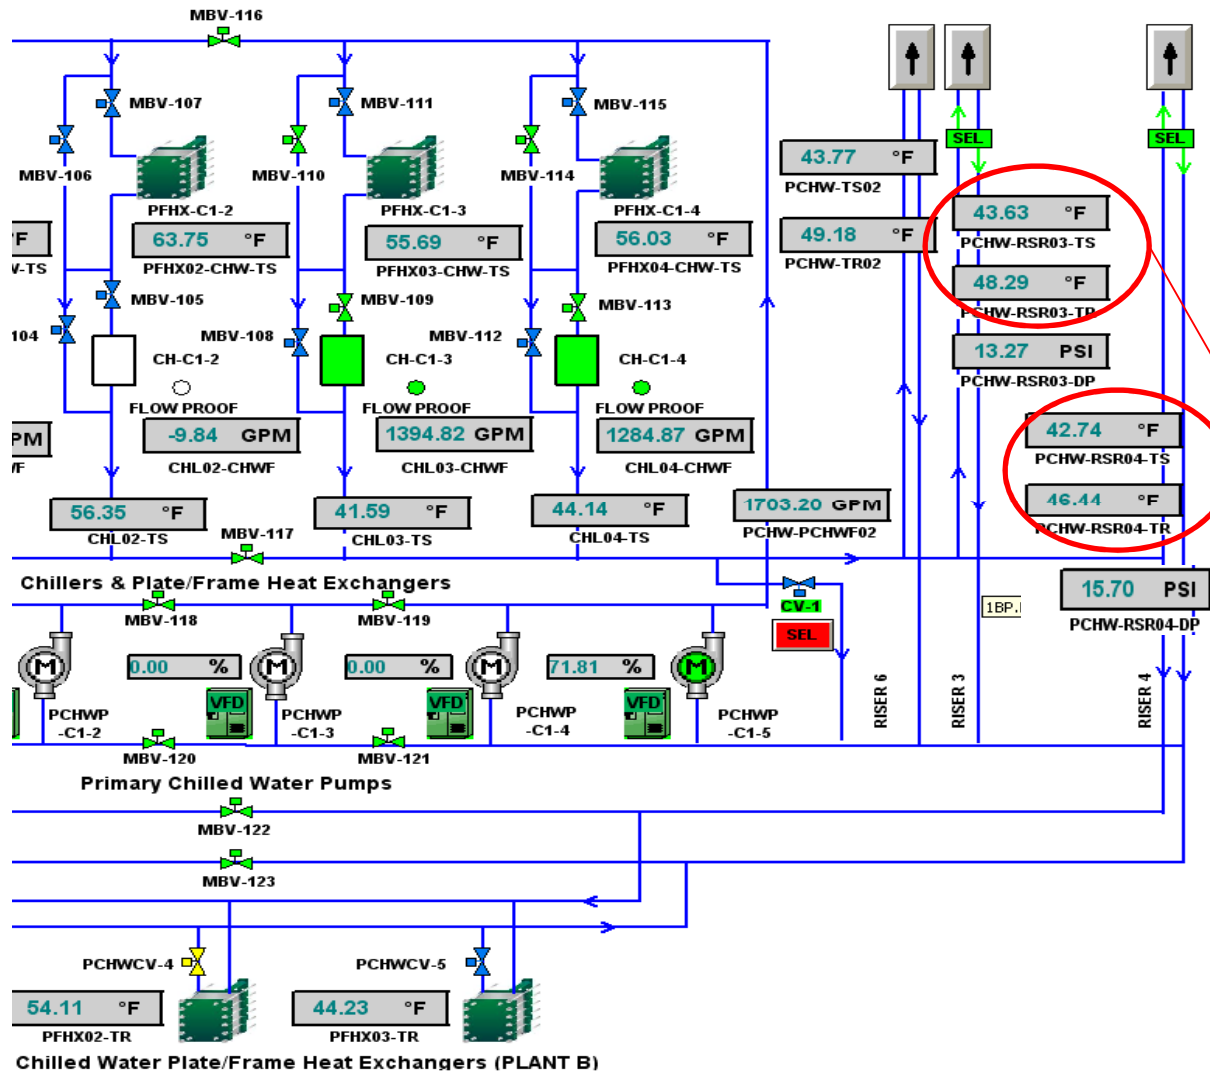 MBV-116
MBV-107
MBV-111
MBV-115
MBV-106
MBV-110
MBV-114
PFHX-C1-2
PFHX-C1-3
PFHX-C1-4
43.77 °F
PCHW-TS02
49.18 °F
PCHW-TR02
SEL
SEL
43.63 °F
PCHW-RSR03-TS
48.29 °F
PCHW-RSR03-TR
13.27 PSI
PCHW-RSR03-DP
42.74 °F
PCHW-RSR04-TS
46.44 °F
PCHW-RSR04-TR
15.70 PSI
PCHW-RSR04-DP
°F
W-TS
63.75 °F
PFHX02-CHW-TS
55.69 °F
PFHX03-CHW-TS
56.03 °F
PFHX04-CHW-TS
MBV-105
MBV-109
MBV-113
104
MBV-108
MBV-112
CH-C1-2
CH-C1-3
CH-C1-4
FLOW PROOF
FLOW PROOF
FLOW PROOF
PM
WF
-9.84 GPM
CHL02-CHWF
1394.82 GPM
CHL03-CHWF
1284.87 GPM
CHL04-CHWF
56.35 °F
CHL02-TS
41.59 °F
CHL03-TS
44.14 °F
CHL04-TS
1703.20 GPM
PCHW-PCHWF02
MBV-117
Chillers & Plate/Frame Heat Exchangers
MBV-118
MBV-119
CV-1
SEL
1BP.
0.00 %
0.00 %
71.81 %
M
M
M
M
VFD
VFD
VFD
PCHWP
-C1-2
PCHWP
-C1-3
PCHWP
-C1-4
PCHWP
-C1-5
RISER 6
RISER 3
RISER 4
MBV-120
MBV-121
Primary Chilled Water Pumps
MBV-122
MBV-123
PCHWCV-4
PCHWCV-5
54.11 °F
PFHX02-TR
44.23 °F
PFHX03-TR
Chilled Water Plate/Frame Heat Exchangers (PLANT B)